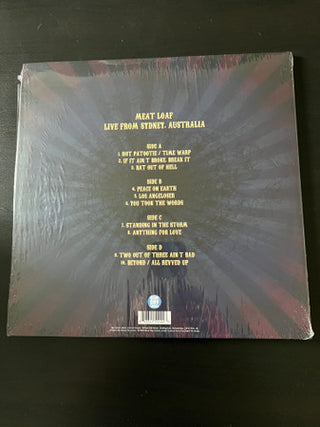 MEAT LOAF
LIVE FROM SYDNEY, AUSTRALIA
SIDE A
1. HOT PATOOTIE / TIME WARP
2. IF IT AIN'T BROKE, BREAK IT
3. BAT OUT OF HELL
SIDE B
4. PEACE ON EARTH
5. LOS ANGELOSER
6. YOU TOOK THE WORDS
SIDE C
7. STANDING IN THE STORM
8. ANYTHING FOR LOVE
SIDE D
9. TWO OUT OF THREE AIN'T BAD
10. BEYOND / ALL REVVED UP